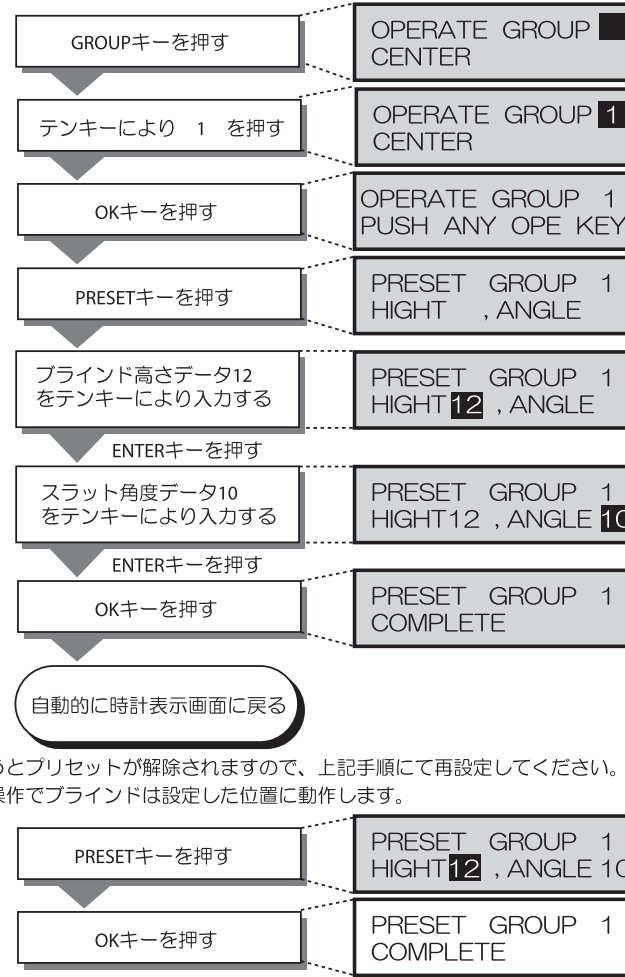 GROUPキーを押す
OPERATE GROUP
CENTER
テンキーにより 1 を押す
OPERATE GROUP 1
CENTER
OKキーを押す
OPERATE GROUP 1
PUSH ANY OPE KEY
PRESETキーを押す
PRESET GROUP 1
HIGHT , ANGLE
ブラインド高さデータ12
をテンキーにより入力する
PRESET GROUP 1
HIGHT12 , ANGLE
ENTERキーを押す
スラット角度データ10
をテンキーにより入力する
PRESET GROUP 1
HIGHT12 , ANGLE 10
ENTERキーを押す
OKキーを押す
PRESET GROUP 1
COMPLETE
自動的に時計表示画面に戻る
うとプリセットが解除されますので、上記手順にて再設定してください。
操作でブラインドは設定した位置に動作します。
PRESETキーを押す
PRESET GROUP 1
HIGHT12 , ANGLE 10
OKキーを押す
PRESET GROUP 1
COMPLETE